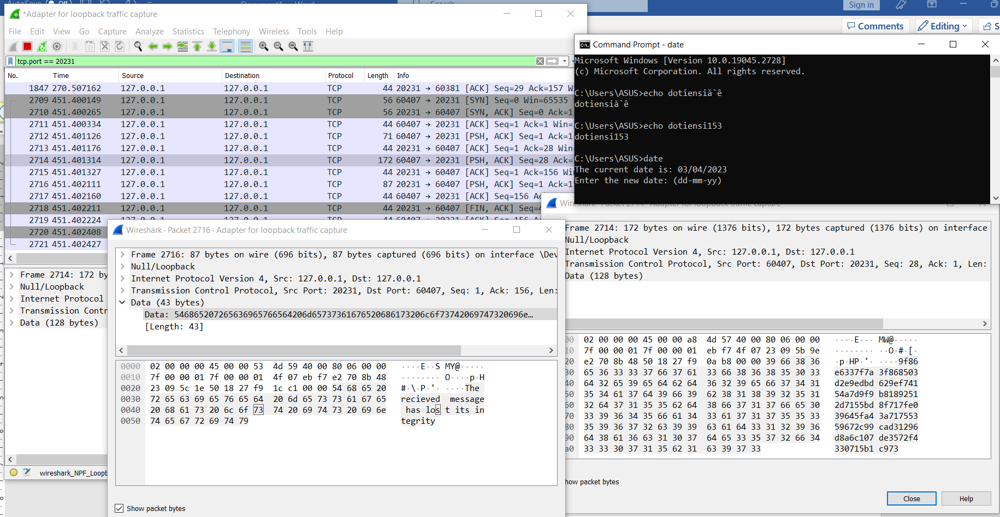 AutoSave Off Document1 - Word Search Sign in
Comments Editing S
*Adapter for loopback traffic capture
File Edit View Go Capture Analyze Statistics Telephony Wireless Tools Help
tcp.port == 20231
No. Time Source Destination Protocol Length Info
1847 270.507162 127.0.0.1 127.0.0.1 TCP 44 20231 → 60381 [ACK] Seq=29 Ack=157 W
2709 451.400149 127.0.0.1 127.0.0.1 TCP 56 60407 → 20231 [SYN] Seq=0 Win=65535
2710 451.400265 127.0.0.1 127.0.0.1 TCP 56 20231 → 60407 [SYN, ACK] Seq=0 Ack=1
2711 451.400334 127.0.0.1 127.0.0.1 TCP 44 60407 → 20231 [ACK] Seq=1 Ack=1 Win=
2712 451.401126 127.0.0.1 127.0.0.1 TCP 71 60407 → 20231 [PSH, ACK] Seq=1 Ack=1
2713 451.401176 127.0.0.1 127.0.0.1 TCP 44 20231 → 60407 [ACK] Seq=1 Ack=28 Win
2714 451.401314 127.0.0.1 127.0.0.1 TCP 172 60407 → 20231 [PSH, ACK] Seq=28 Ack=
2715 451.401327 127.0.0.1 127.0.0.1 TCP 44 20231 → 60407 [ACK] Seq=1 Ack=156 Wi
2716 451.402111 127.0.0.1 127.0.0.1 TCP 87 20231 → 60407 [PSH, ACK] Seq=1 Ack=1
2717 451.402160 127.0.0.1 127.0.0.1 TCP 44 60407 → 20231 [ACK] Seq=156 Ac
2718 451.402211 127.0.0.1 127.0.0.1 TCP 44 20231 → 60407 [FIN, ACK] Seq=4
2719 451.402224 127.0.0.1 127.0.0.1 TCP 44 60407 → 20231 [ACK] Seq=156 Ac
2720 451.402408
2721 451.402427
Frame 2714: 172 by
Null/Loopback
Internet Protocol
Transmission Contr
Data (128 bytes)
wireshark_NPF_Loopb
Command Prompt - date
Microsoft Windows [Version 10.0.19045.2728]
(c) Microsoft Corporation. All rights reserved.
C:\Users\ASUS>echo dotiensiă`ê
dotiensiă`ê
C:\Users\ASUS>echo dotiensi153
dotiensi153
C:\Users\ASUS>date
The current date is: 03/04/2023
Enter the new date: (dd-mm-yy)
Wireshark · Packet 2716 · Adapter for loopback traffic capture
Frame 2716: 87 bytes on wire (696 bits), 87 bytes captured (696 bits) on interface \Dev
Null/Loopback
Internet Protocol Version 4, Src: 127.0.0.1, Dst: 127.0.0.1
Transmission Control Protocol, Src Port: 20231, Dst Port: 60407, Seq: 1, Ack: 156, Len:
Data (43 bytes)
Data: 546865207265636965766564206d65737361676520686173206c6f73742069747320696e…
[Length: 43]
0000 02 00 00 00 45 00 00 53 4d 59 40 00 80 06 00 00 ····E··S MY@·····
0010 7f 00 00 01 7f 00 00 01 4f 07 eb f7 e2 70 8b 48 ········ O····p·H
0020 23 09 5c 1e 50 18 27 f9 1c c1 00 00 54 68 65 20 #·\·P·'· ····The
0030 72 65 63 69 65 76 65 64 20 6d 65 73 73 61 67 65 recieved message
0040 20 68 61 73 20 6c 6f 73 74 20 69 74 73 20 69 6e has los t its in
0050 74 65 67 72 69 74 79 tegrity
Show packet bytes
Wireshark · Packet 2714 · Adapter for loopback traffic capture
Frame 2714: 172 bytes on wire (1376 bits), 172 bytes captured (1376 bits) on interface
Null/Loopback
Internet Protocol Version 4, Src: 127.0.0.1, Dst: 127.0.0.1
Transmission Control Protocol, Src Port: 60407, Dst Port: 20231, Seq: 28, Ack: 1, Len:
Data (128 bytes)
00 02 00 00 00 45 00 00 a8 4d 57 40 00 80 06 00 00 ····E··· MW@·····
10 7f 00 00 01 7f 00 00 01 eb f7 4f 07 23 09 5b 9e ········ ··O·#·[·
20 e2 70 8b 48 50 18 27 f9 0a b8 00 00 39 66 38 36 ·p·HP·'· ····9f86
30 65 36 33 33 37 66 37 61 33 66 38 36 38 35 30 33 e6337f7a 3f868503
40 64 32 65 39 65 64 62 64 36 32 39 65 66 37 34 31 d2e9edbd 629ef741
50 35 34 61 37 64 39 66 39 62 38 31 38 39 32 35 31 54a7d9f9 b8189251
60 32 64 37 31 35 35 62 64 38 66 37 31 37 66 65 30 2d7155bd 8f717fe0
70 33 39 36 34 35 66 61 34 33 61 37 31 37 35 35 33 39645fa4 3a717553
80 35 39 36 37 32 63 39 39 63 61 64 33 31 32 39 36 59672c99 cad31296
90 64 38 61 36 63 31 30 37 64 65 33 35 37 32 66 34 d8a6c107 de3572f4
a0 33 33 30 37 31 35 62 31 63 39 37 33 330715b1 c973
how packet bytes
Close Help